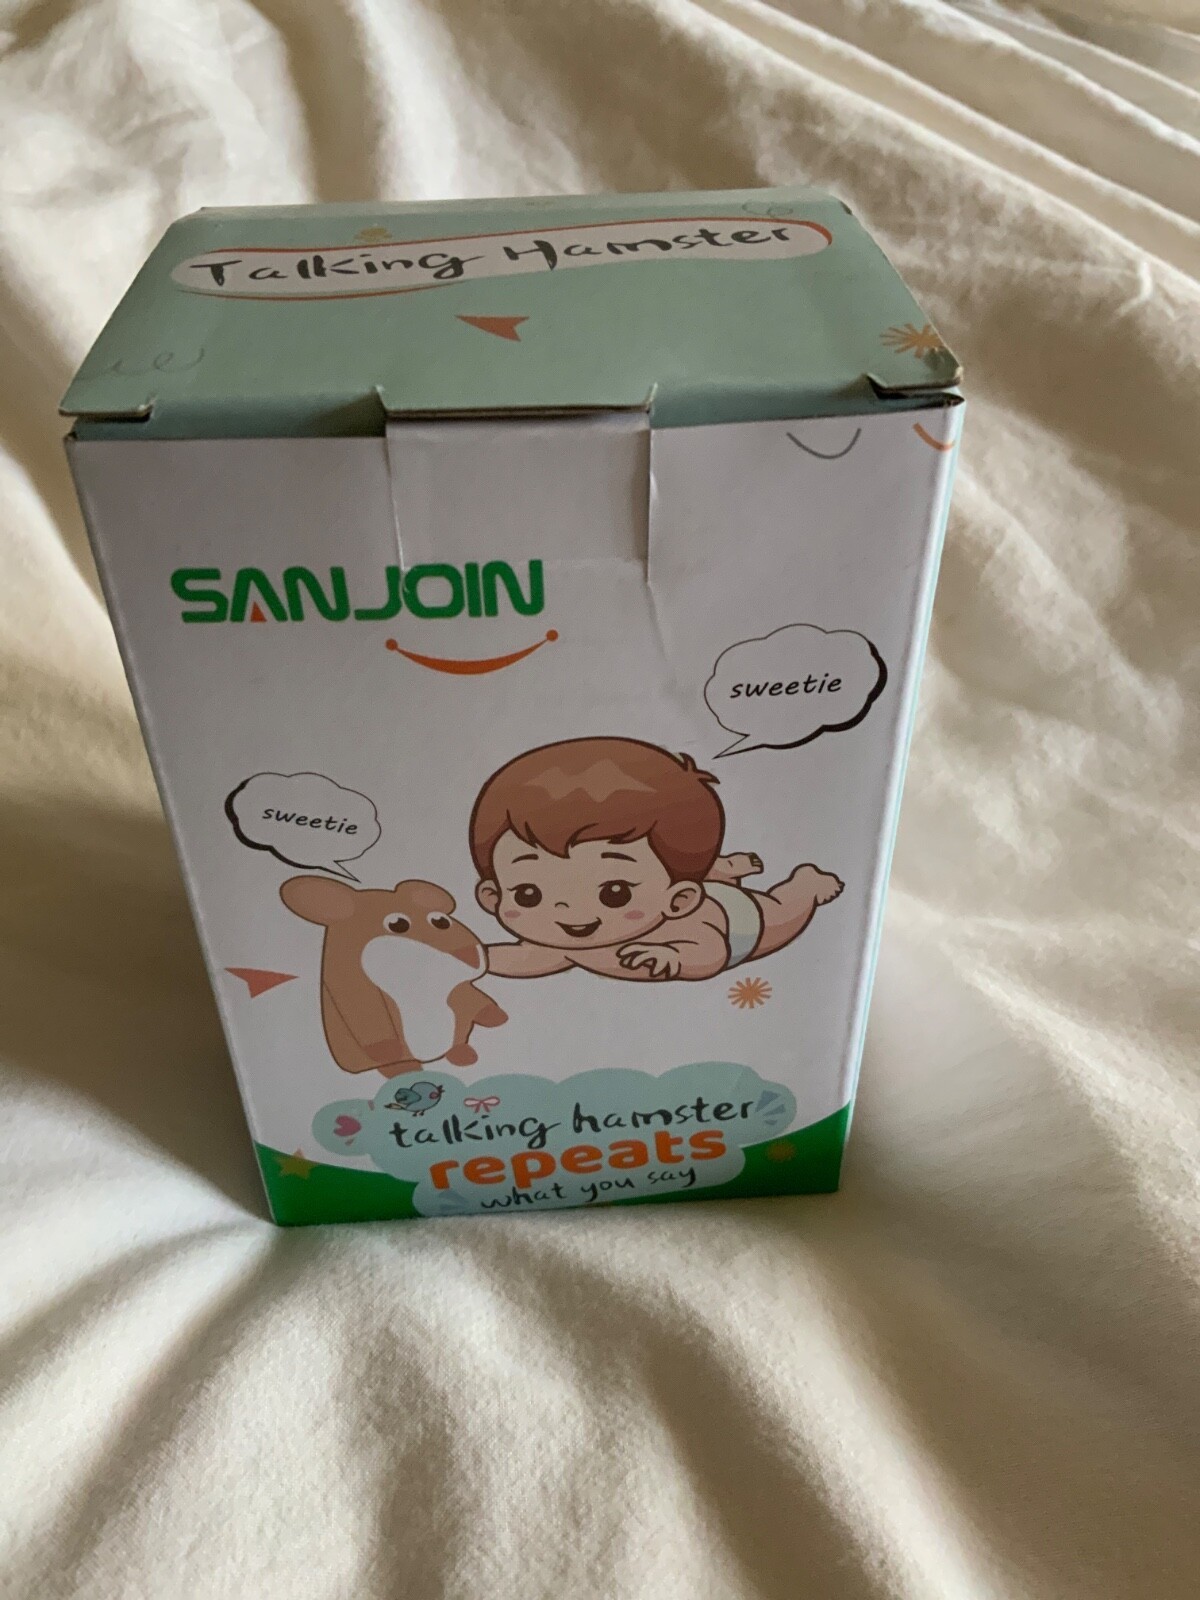 Talking Hamster
SANJOIN
sweetie
sweetie
talking hamster
repeats
what you say